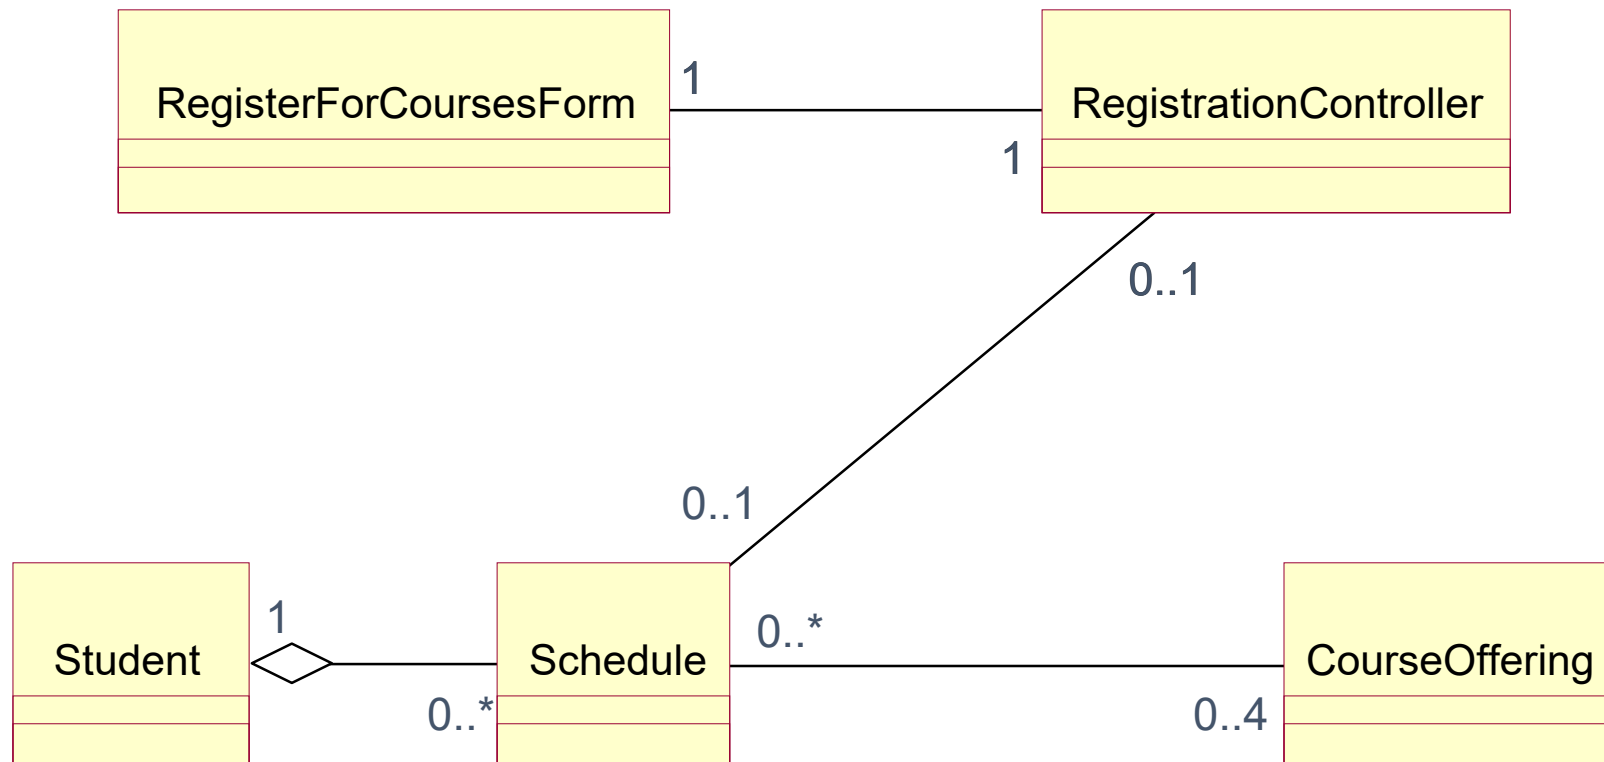 RegisterForCoursesForm
1
1
RegistrationController
0..1
0..1
Student
1
0..*
Schedule
0..*
0..4
CourseOffering